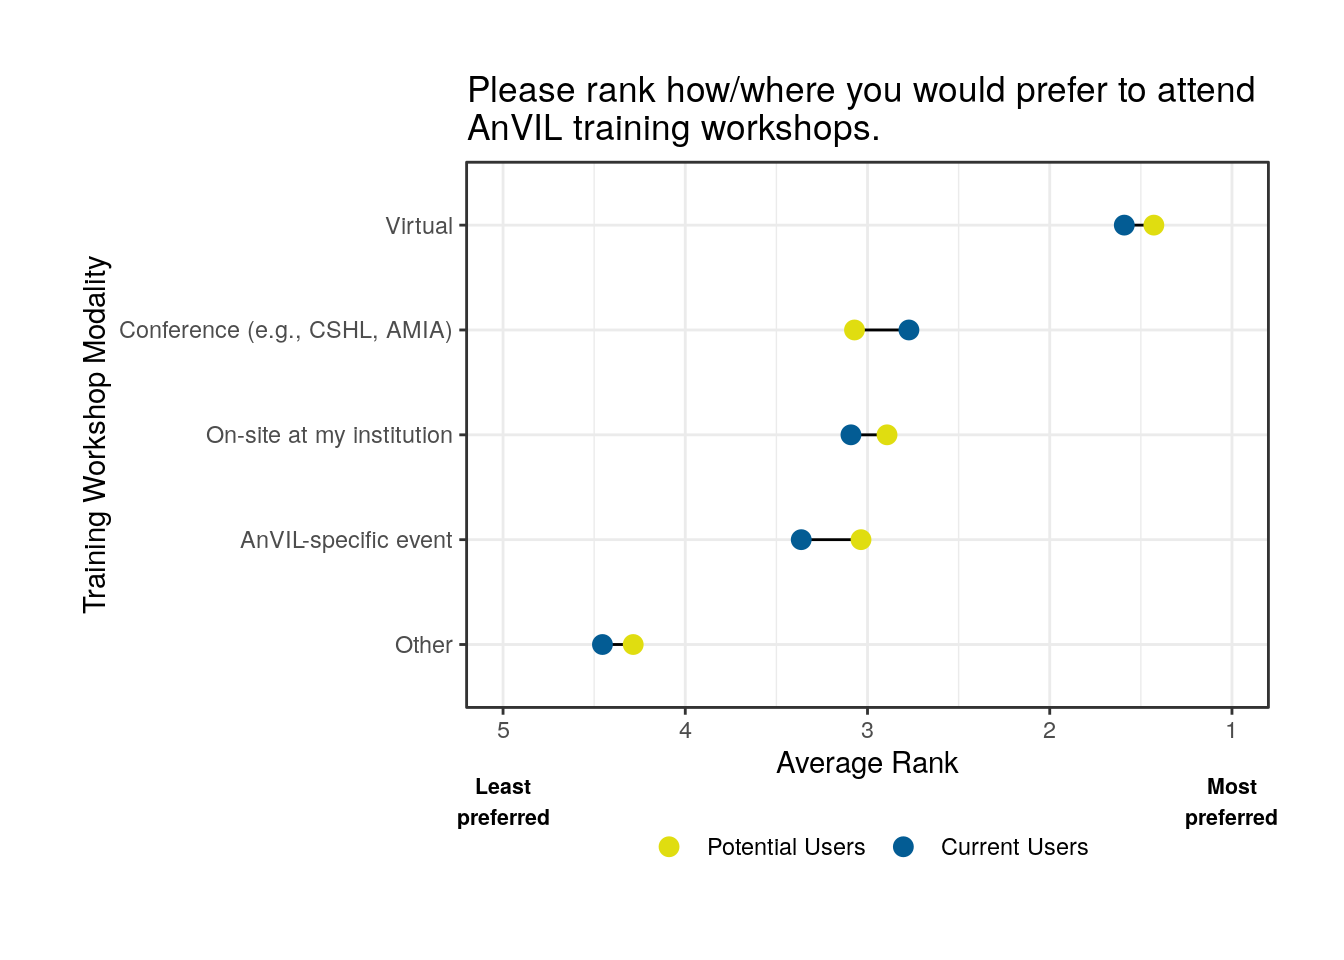 Please rank how/where you would prefer to attend
AnVIL training workshops.
Training Workshop Modality
Virtual
Conference (e.g., CSHL, AMIA)
On-site at my institution
AnVIL-specific event
Other
5 4 3 2 1
Average Rank
Least
preferred
Most
preferred
Potential Users Current Users